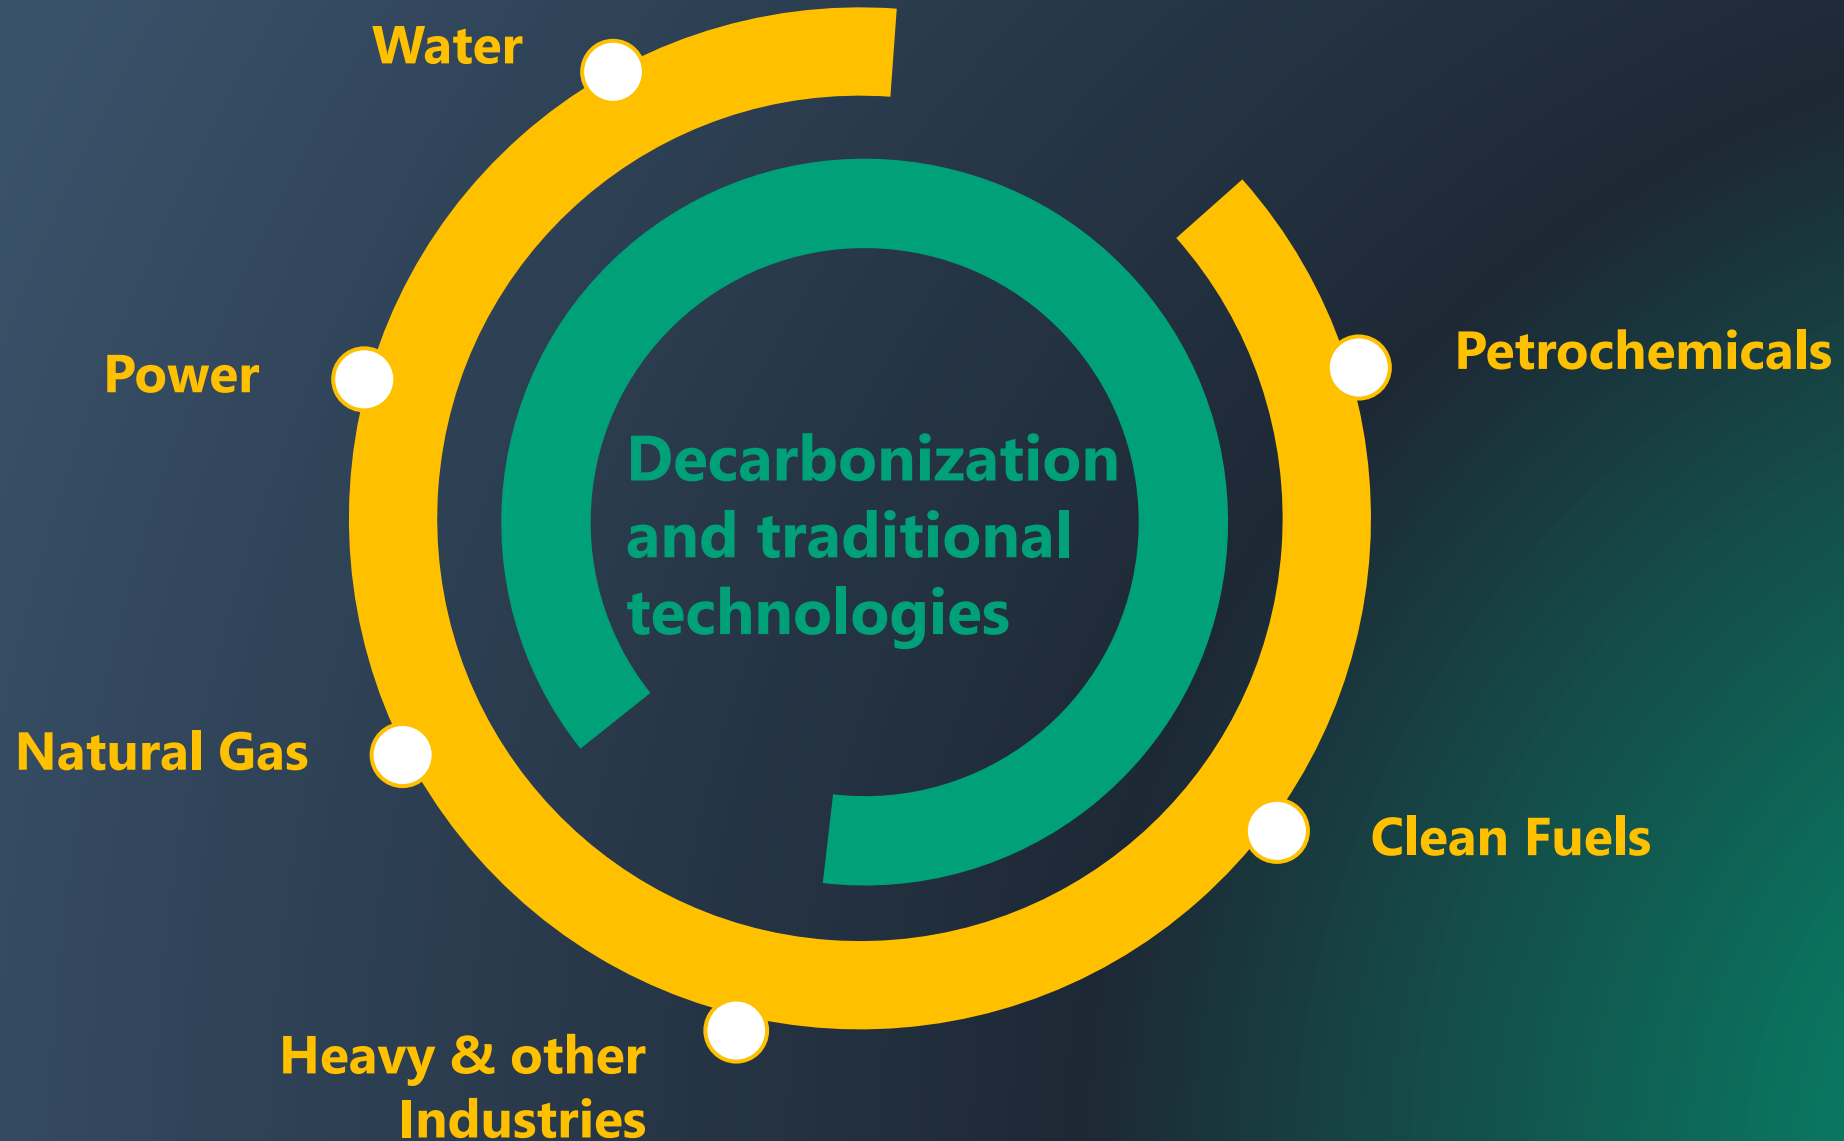 Water
Power
Petrochemicals
Decarbonization
and traditional
technologies
Natural Gas
Clean Fuels
Heavy & other
Industries